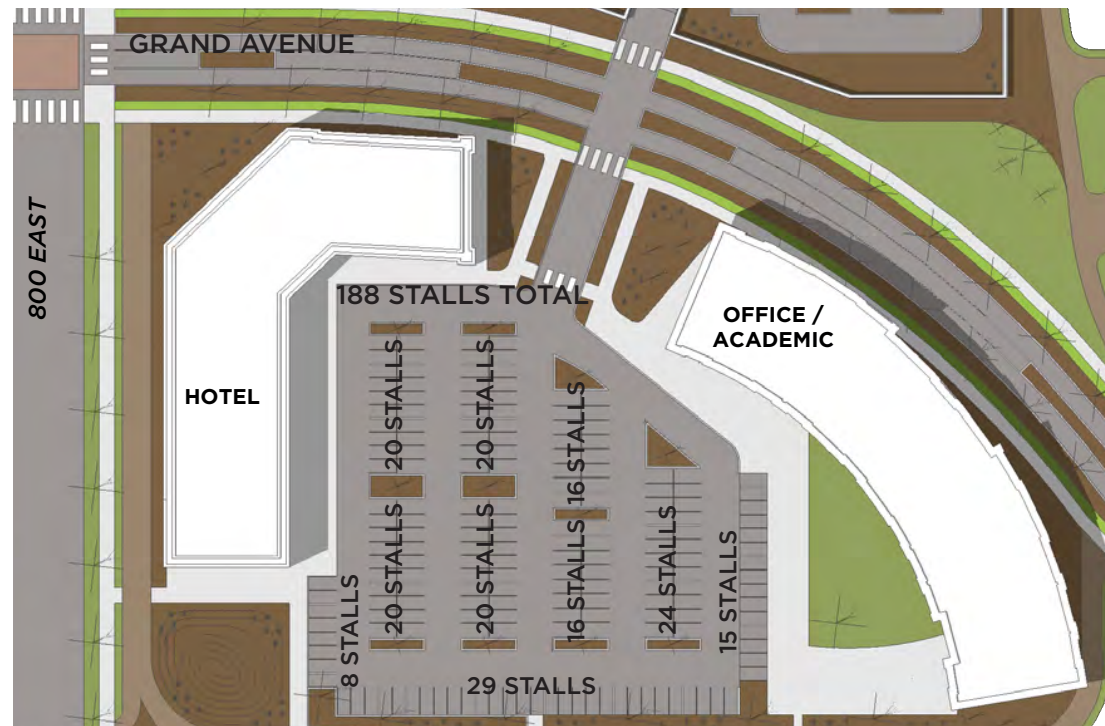 GRAND AVENUE
800 EAST
188 STALLS TOTAL
OFFICE /
ACADEMIC
HOTEL
20 STALLS
20 STALLS
16 STALLS
20 STALLS
20 STALLS
16 STALLS
24 STALLS
15 STALLS
8 STALLS
29 STALLS